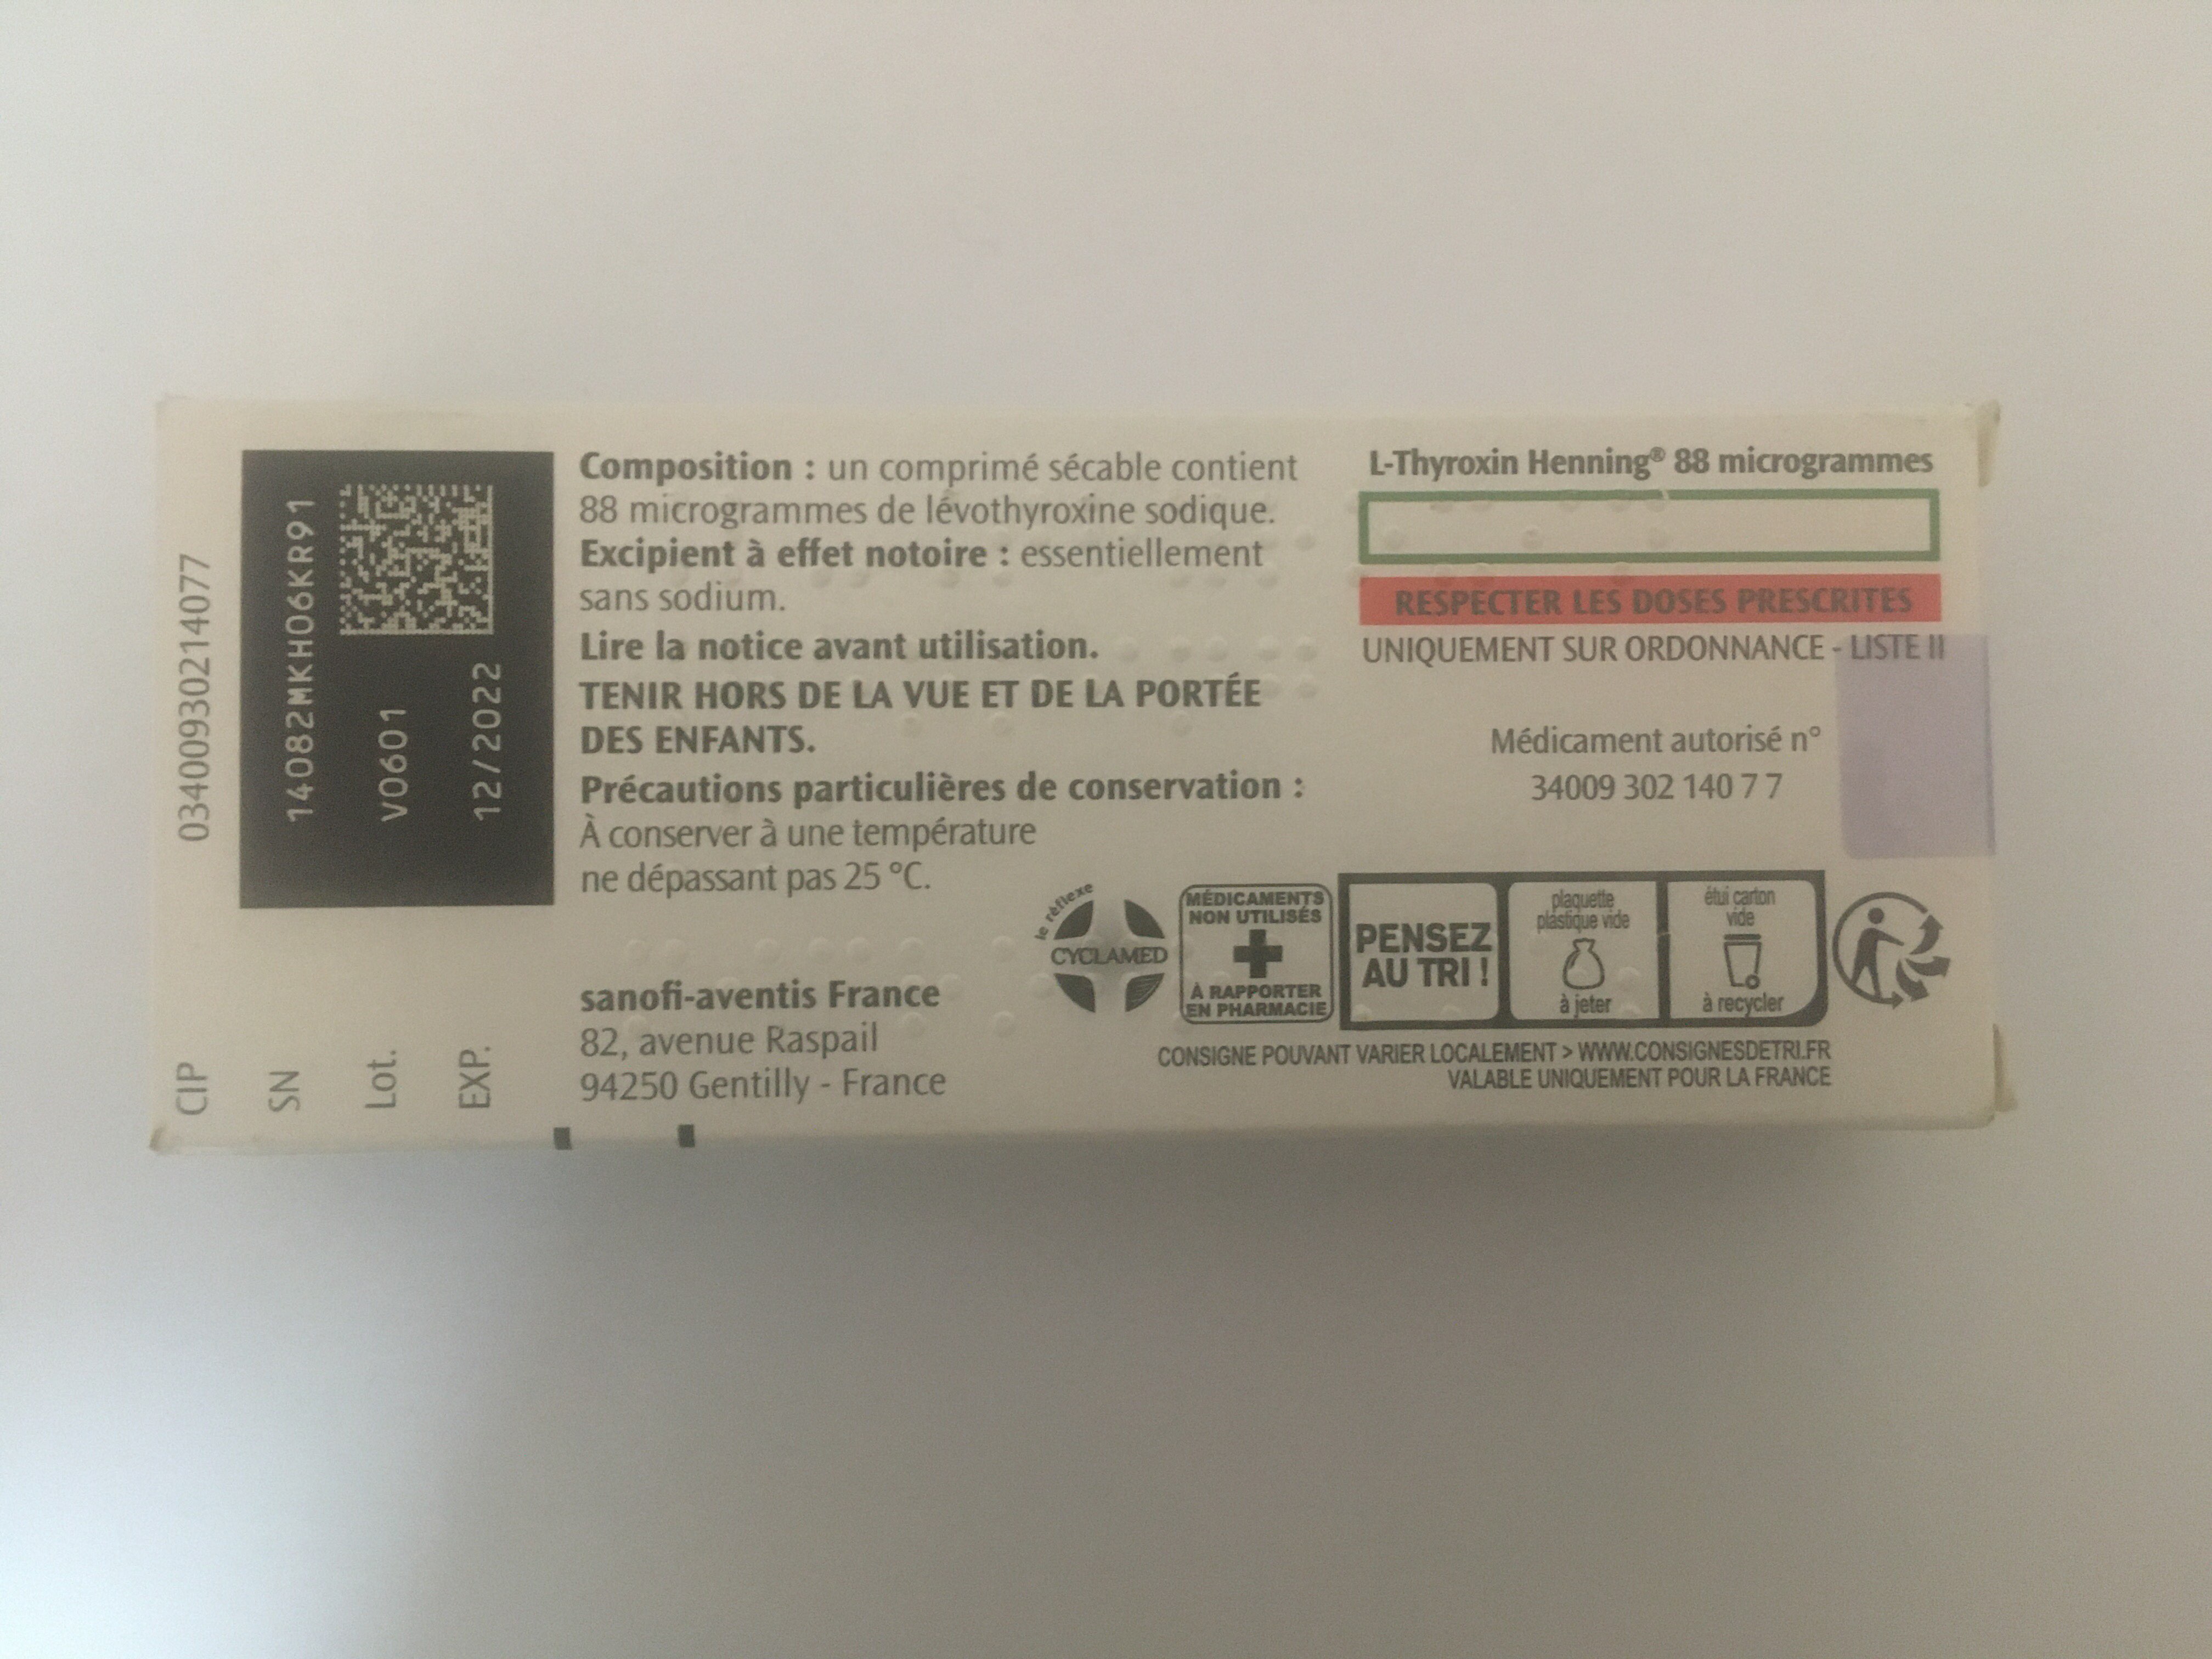 CIP 03400930214077
SN 14082MKH06KR91
Lot. V0601
EXP. 12/2022
Composition : un comprimé sécable contient
88 microgrammes de lévothyroxine sodique.
Excipient à effet notoire : essentiellement
sans sodium.
Lire la notice avant utilisation.
TENIR HORS DE LA VUE ET DE LA PORTÉE
DES ENFANTS.
Précautions particulières de conservation :
À conserver à une température
ne dépassant pas 25 °C.
sanofi-aventis France
82, avenue Raspail
94250 Gentilly - France
L-Thyroxin Henning® 88 microgrammes
RESPECTER LES DOSES PRESCRITES
UNIQUEMENT SUR ORDONNANCE - LISTE II
Médicament autorisé n°
34009 302 140 7 7
le réflexe
CYCLAMED
MÉDICAMENTS
NON UTILISÉS
À RAPPORTER
EN PHARMACIE
PENSEZ
AU TRI !
plaquette
plastique vide
à jeter
étui carton
vide
à recycler
CONSIGNE POUVANT VARIER LOCALEMENT > WWW.CONSIGNESDETRI.FR
VALABLE UNIQUEMENT POUR LA FRANCE